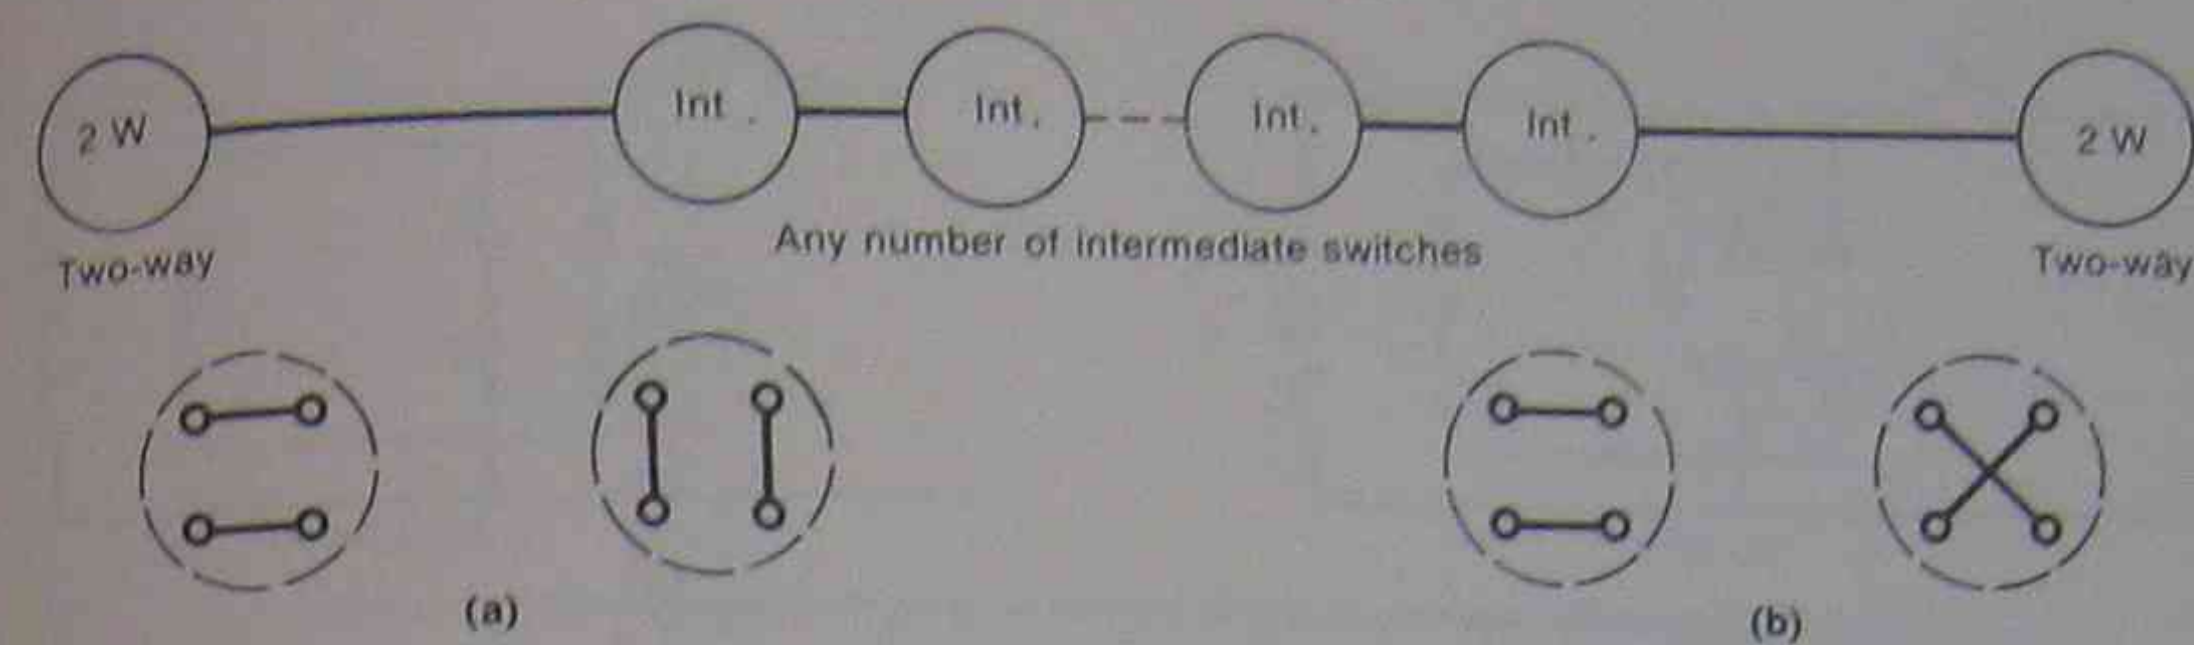 2 W Int. Int. Int. Int. 2 W
Two-way Any number of intermediate switches Two-way
(a) (b)